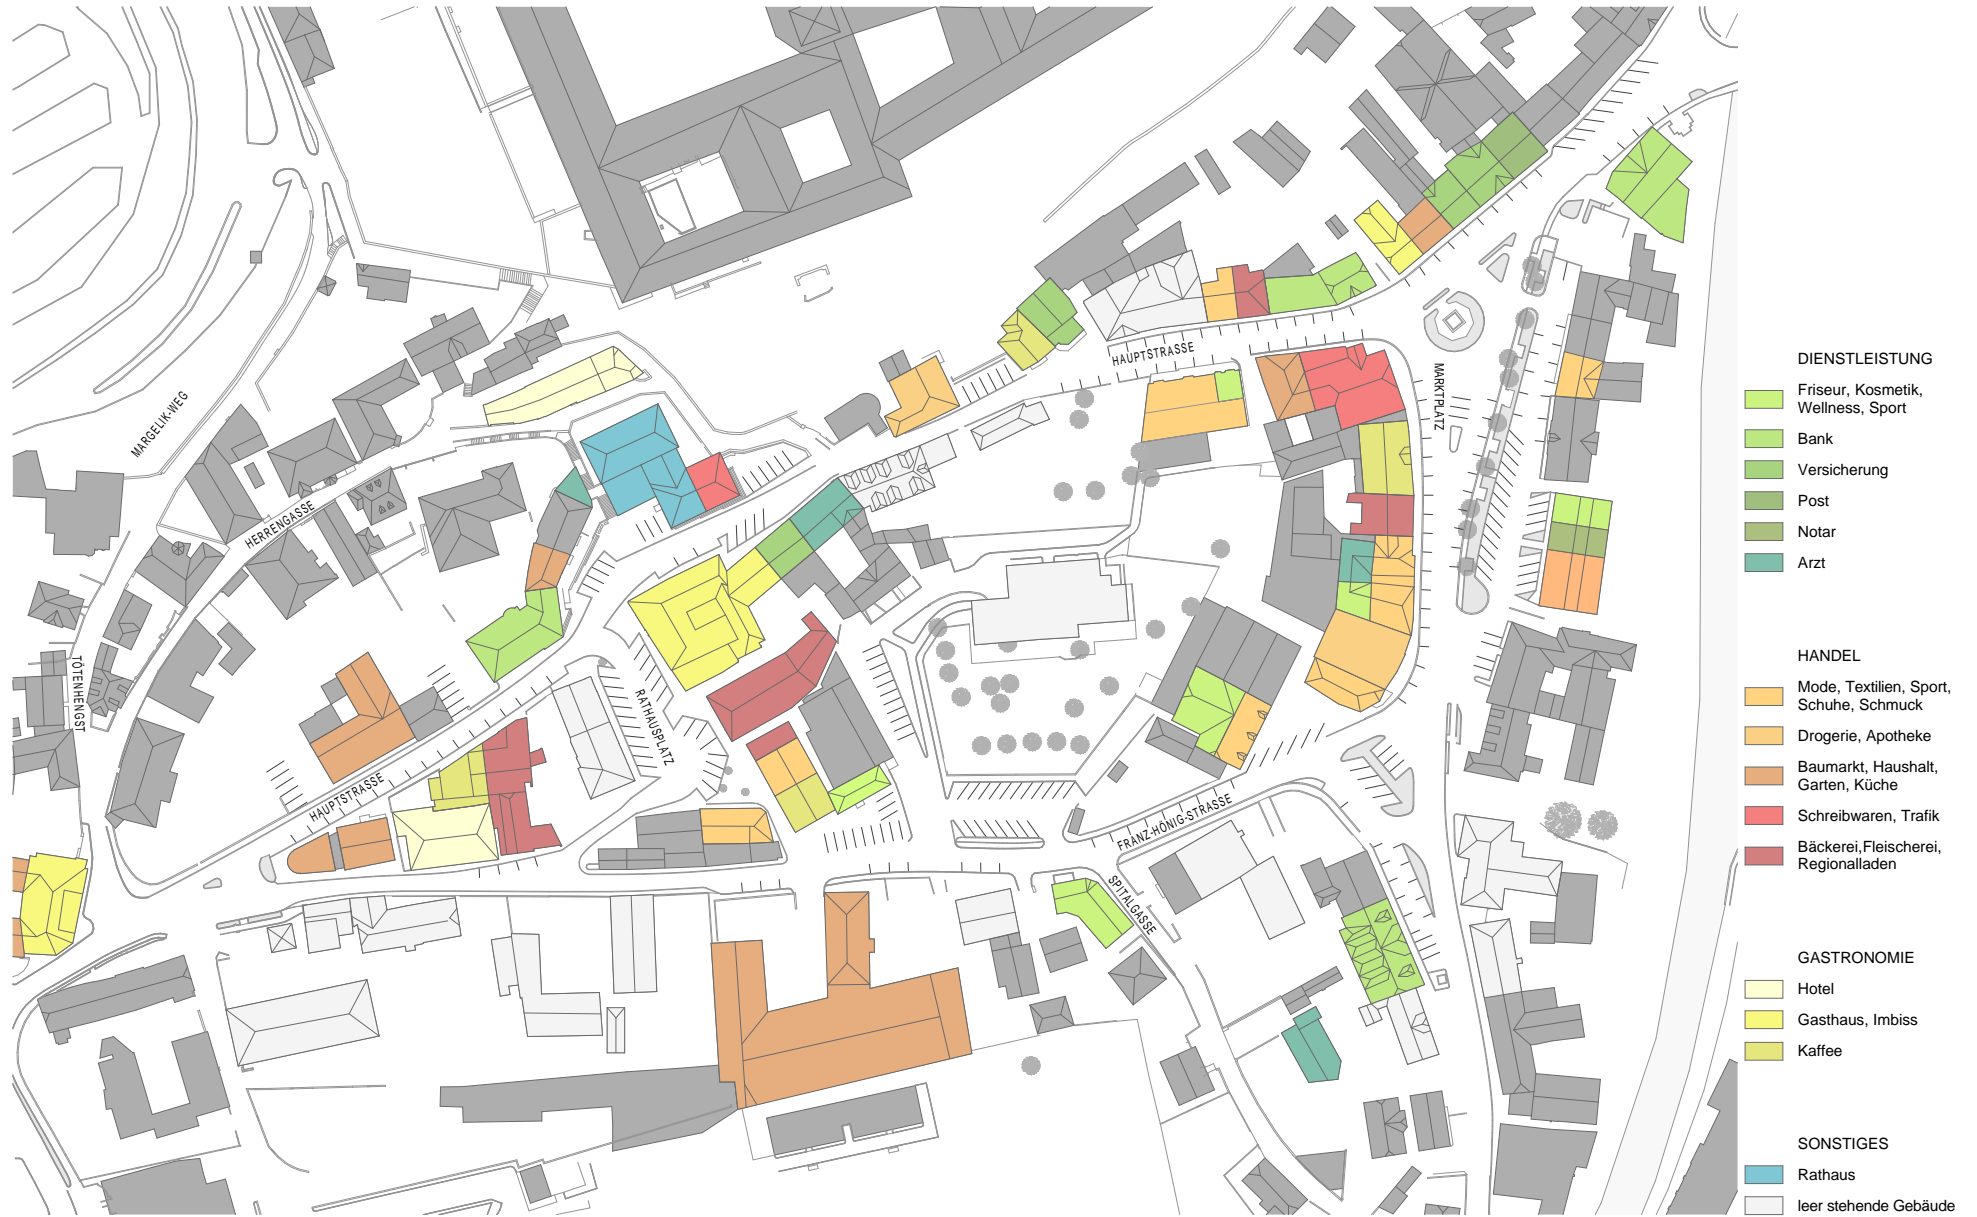 HAUPTSTRASSE
MARKTPLATZ
MARGELIK-WEG
HERRENGASSE
TÖTENHENGST
RATHAUSPLATZ
HAUPTSTRASSE
FRANZ-HÖNIG-STRASSE
SPITALGASSE
DIENSTLEISTUNG
Friseur, Kosmetik,
Wellness, Sport
Bank
Versicherung
Post
Notar
Arzt
HANDEL
Mode, Textilien, Sport,
Schuhe, Schmuck
Drogerie, Apotheke
Baumarkt, Haushalt,
Garten, Küche
Schreibwaren, Trafik
Bäckerei,Fleischerei,
Regionalladen
GASTRONOMIE
Hotel
Gasthaus, Imbiss
Kaffee
SONSTIGES
Rathaus
leer stehende Gebäude